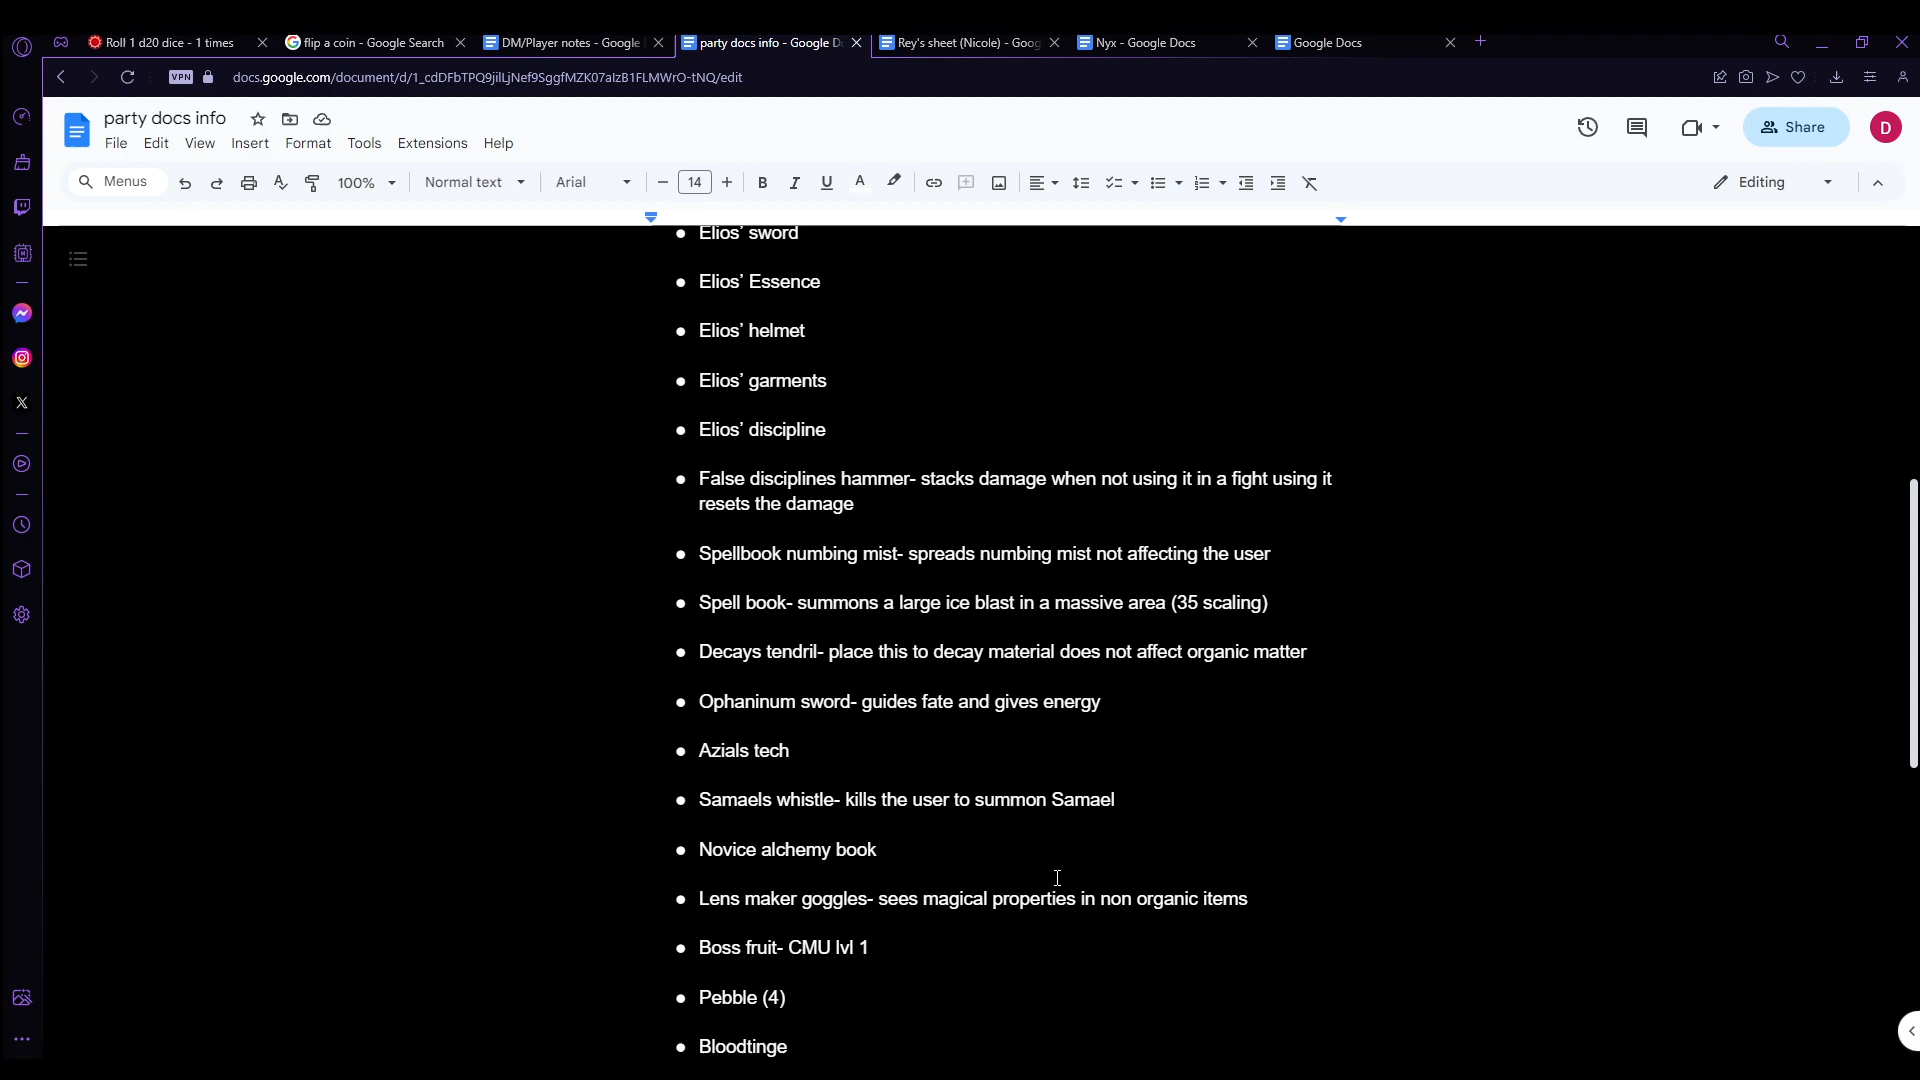 Roll 1 d20 dice - 1 times
flip a coin - Google Search
DM/Player notes - Google
party docs info - Google D
Rey's sheet (Nicole) - Goog
Nyx - Google Docs
Google Docs
VPN
docs.google.com/document/d/1_cdDFbTPQ9jilLjNef9SggfMZK07alzB1FLMWrO-tNQ/edit
party docs info
File Edit View Insert Format Tools Extensions Help
Share
D
Menus
100%
Normal text
Arial
14
B I U A
Editing
● Elios' sword
● Elios’ Essence
● Elios’ helmet
● Elios’ garments
● Elios’ discipline
● False disciplines hammer- stacks damage when not using it in a fight using it
resets the damage
● Spellbook numbing mist- spreads numbing mist not affecting the user
● Spell book- summons a large ice blast in a massive area (35 scaling)
● Decays tendril- place this to decay material does not affect organic matter
● Ophaninum sword- guides fate and gives energy
● Azials tech
● Samaels whistle- kills the user to summon Samael
● Novice alchemy book
● Lens maker goggles- sees magical properties in non organic items
● Boss fruit- CMU lvl 1
● Pebble (4)
● Bloodtinge